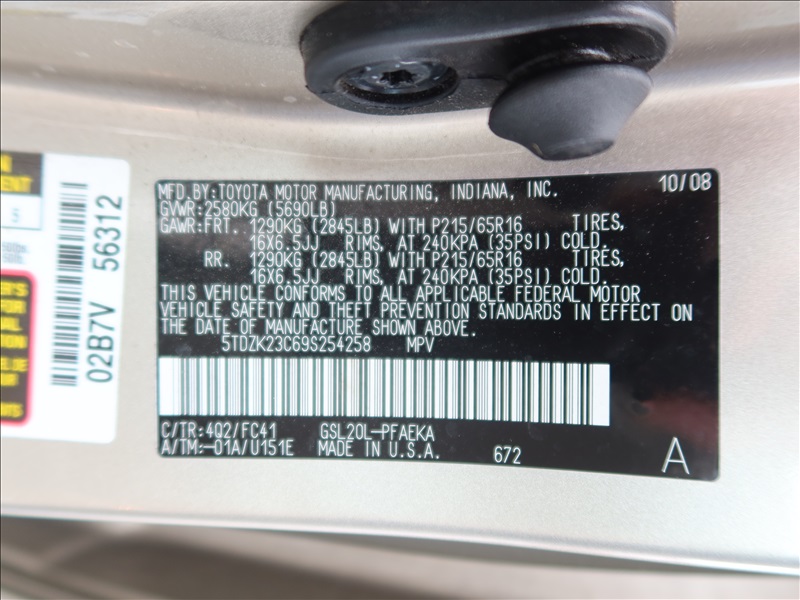 MFD.BY:TOYOTA MOTOR MANUFACTURING, INDIANA, INC. 10/08
GVWR:2580KG (5690LB)
GAWR:FRT. 1290KG (2845LB) WITH P215/65R16 TIRES,
16X6.5JJ RIMS, AT 240KPA (35PSI) COLD.
RR. 1290KG (2845LB) WITH P215/65R16 TIRES,
16X6.5JJ RIMS, AT 240KPA (35PSI) COLD.
THIS VEHICLE CONFORMS TO ALL APPLICABLE FEDERAL MOTOR
VEHICLE SAFETY AND THEFT PREVENTION STANDARDS IN EFFECT ON
THE DATE OF MANUFACTURE SHOWN ABOVE.
5TDZK23C69S254258 MPV
C/TR:4Q2/FC41 GSL20L-PFAEKA
A/TM:-01A/U151E MADE IN U.S.A. 672 A
02B7V 56312